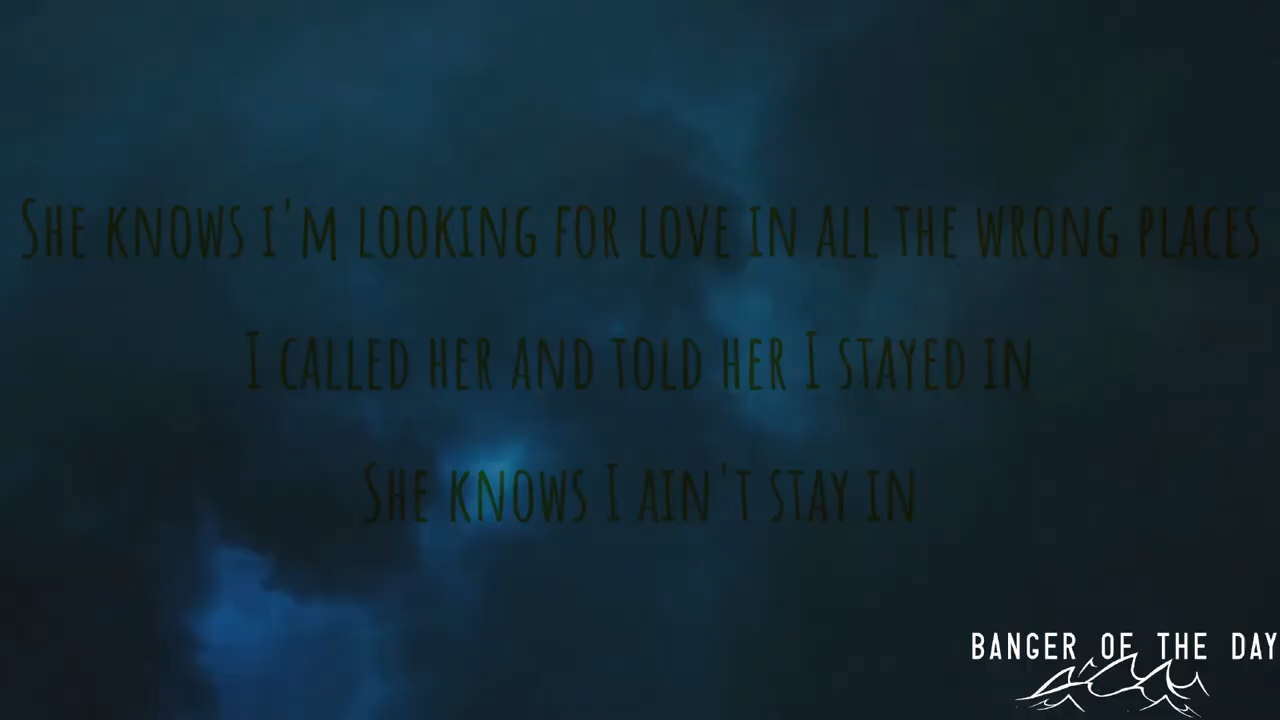 She knows i'm looking for love in all the wrong places
I called her and told her I stayed in
She knows I ain't stay in
BANGER OF THE DAY